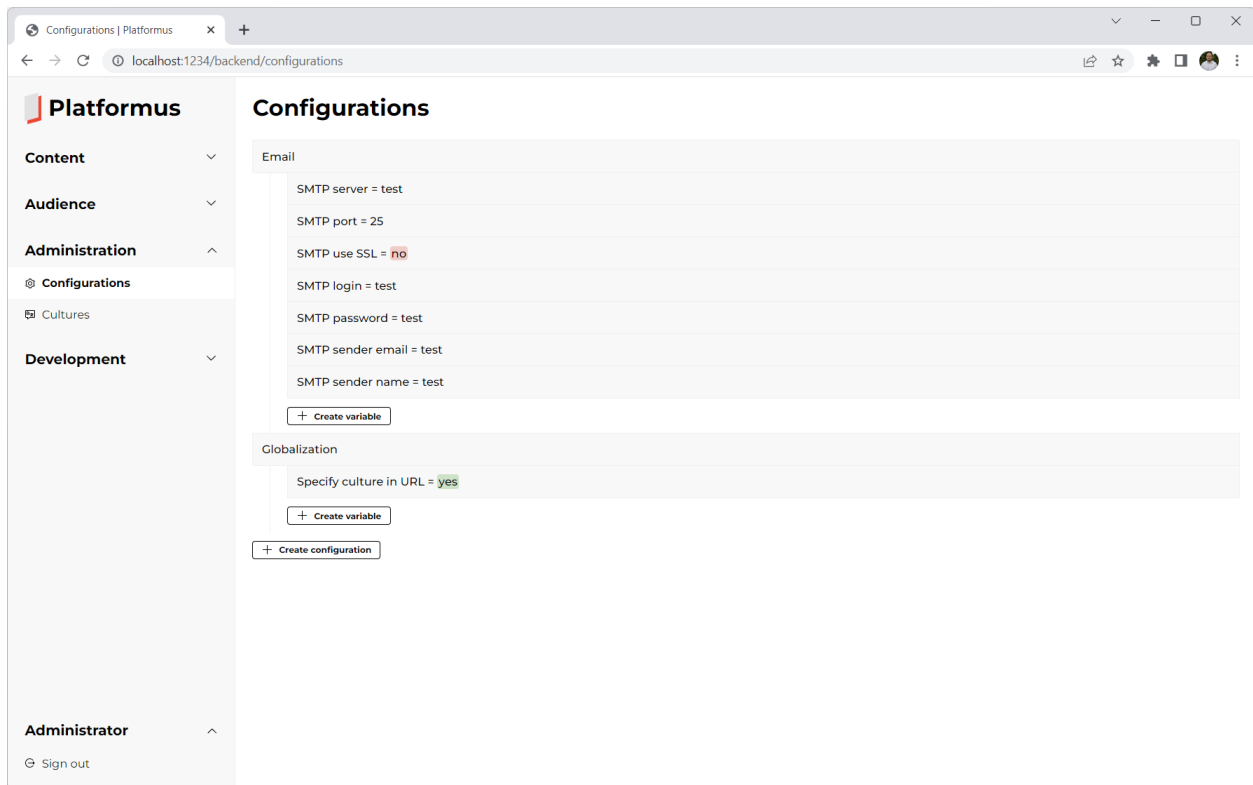 Configurations | Platformus
localhost:1234/backend/configurations
Platformus
Content
Audience
Administration
Configurations
Cultures
Development
Administrator
Sign out
Configurations
Email
SMTP server = test
SMTP port = 25
SMTP use SSL = no
SMTP login = test
SMTP password = test
SMTP sender email = test
SMTP sender name = test
+ Create variable
Globalization
Specify culture in URL = yes
+ Create variable
+ Create configuration